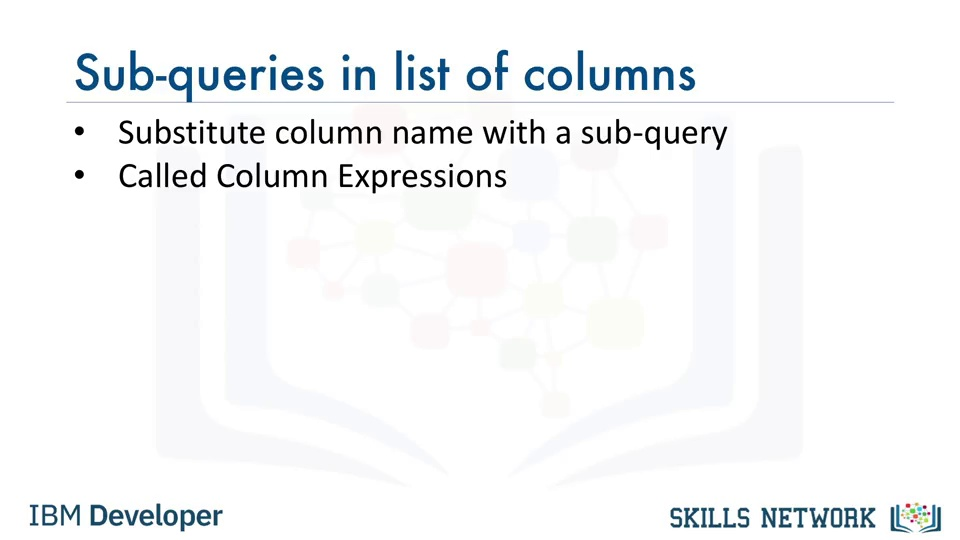 Sub-queries in list of columns
• Substitute column name with a sub-query
• Called Column Expressions
IBM Developer
SKILLS NETWORK